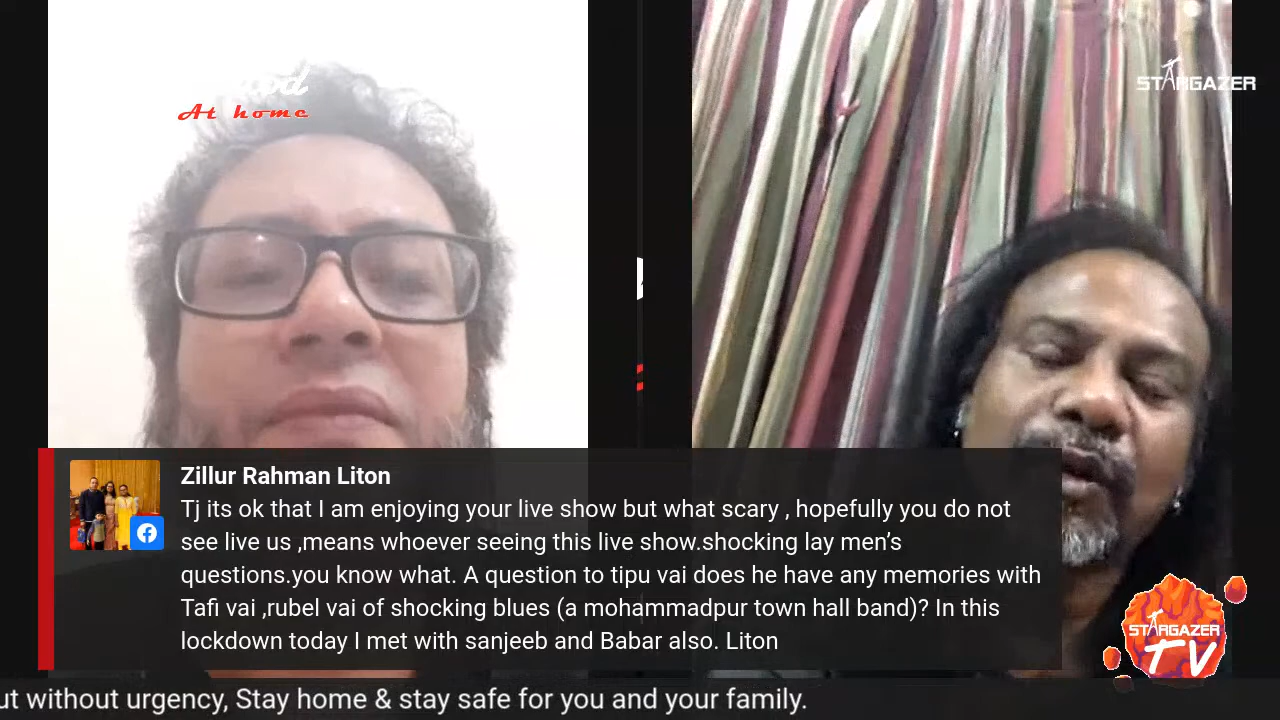 At home
STARGAZER
Zillur Rahman Liton
Tj its ok that I am enjoying your live show but what scary , hopefully you do not
see live us ,means whoever seeing this live show.shocking lay men’s
questions.you know what. A question to tipu vai does he have any memories with
Tafi vai ,rubel vai of shocking blues (a mohammadpur town hall band)? In this
lockdown today I met with sanjeeb and Babar also. Liton
STARGAZER
TV
without urgency, Stay home & stay safe for you and your family.